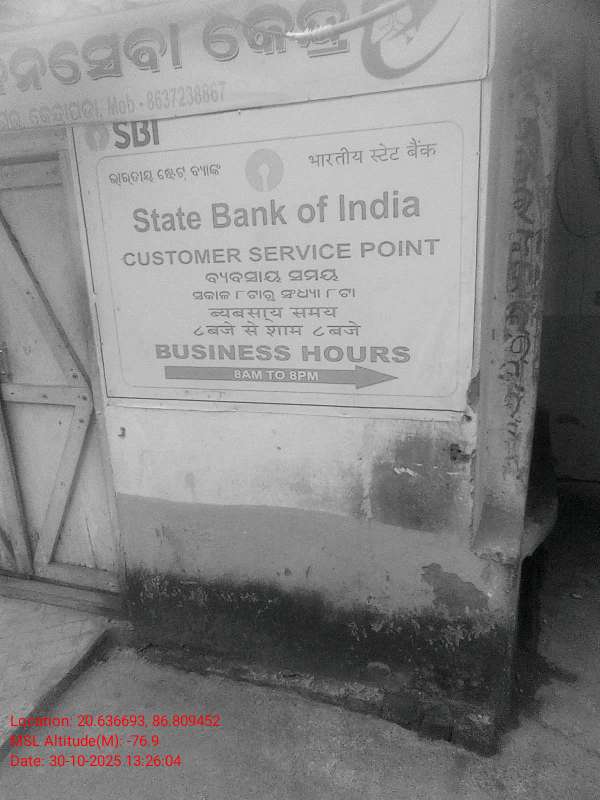 ନସେବା କେନ୍ଦ୍ର
କେନ୍ଦ୍ରାପଡ଼ା, Mob - 8637238867
SBI
ଭାରତୀୟ ଷ୍ଟେଟ୍ ବ୍ୟାଙ୍କ
भारतीय स्टेट बैंक
State Bank of India
CUSTOMER SERVICE POINT
ବ୍ୟବସାୟ ସମୟ
ସକାଳ ୮ଟାରୁ ସଂଧ୍ୟା ୮ଟା
ब्यबसा्य समय
८बजे से शाम ८बजे
BUSINESS HOURS
8AM TO 8PM
Location: 20.636693, 86.809452
MSL Altitude(M): -76.9
Date: 30-10-2025 13:26:04